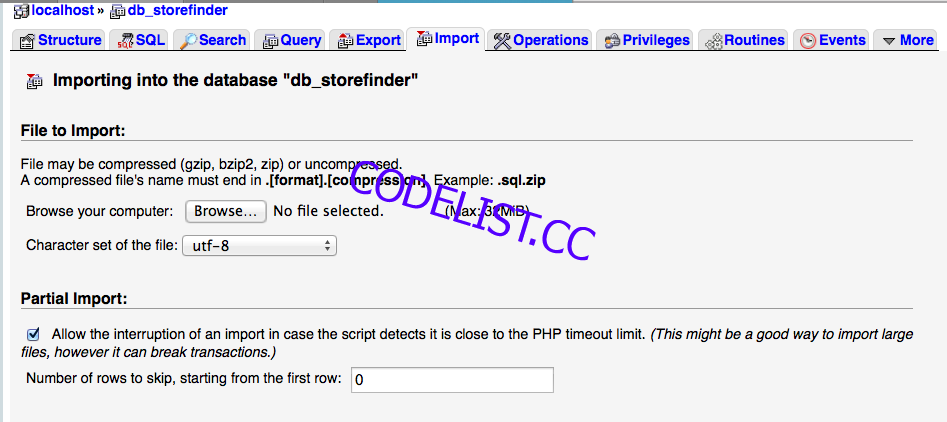 localhost » db_storefinder
Structure SQL Search Query Export Import Operations Privileges Routines Events More
Importing into the database "db_storefinder"
File to Import:
File may be compressed (gzip, bzip2, zip) or uncompressed.
A compressed file's name must end in .[format].[compression]. Example: .sql.zip
Browse your computer: Browse... No file selected. (Max: 32MiB)
Character set of the file: utf-8
CODELIST.CC
Partial Import:
Allow the interruption of an import in case the script detects it is close to the PHP timeout limit. (This might be a good way to import large
files, however it can break transactions.)
Number of rows to skip, starting from the first row: 0